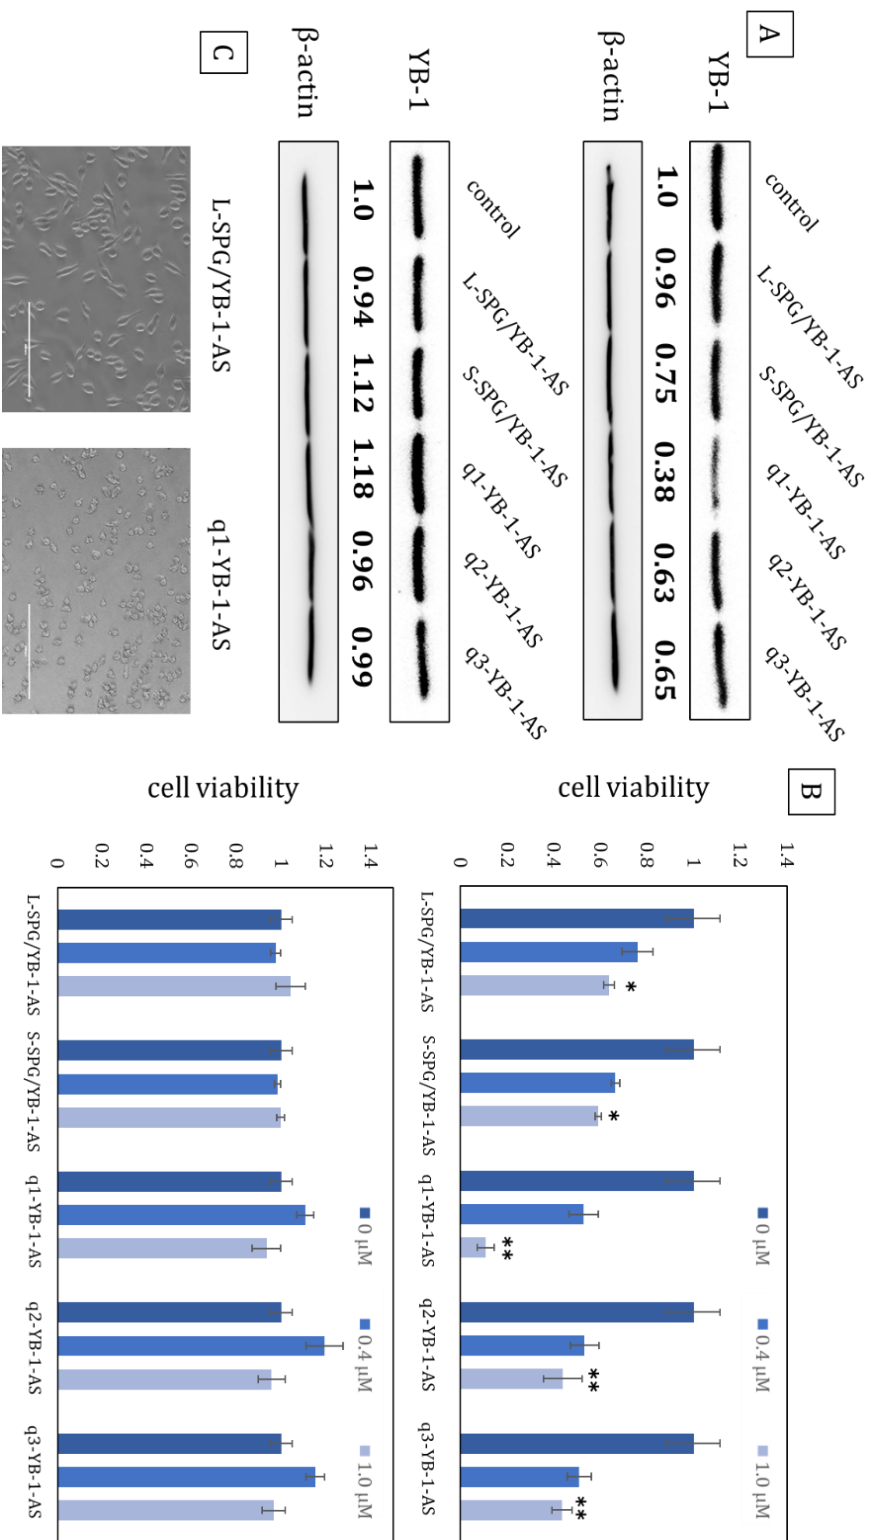 A
control
L-SPG/YB-1-AS
S-SPG/YB-1-AS
q1-YB-1-AS
q2-YB-1-AS
q3-YB-1-AS
YB-1
1.0 0.96 0.75 0.38 0.63 0.65
β-actin
control
L-SPG/YB-1-AS
S-SPG/YB-1-AS
q1-YB-1-AS
q2-YB-1-AS
q3-YB-1-AS
YB-1
1.0 0.94 1.12 1.18 0.96 0.99
β-actin
C
L-SPG/YB-1-AS q1-YB-1-AS
B
cell viability
1.4
1.2
1
0.8
0.6
0.4
0.2
0
0 μM 0.4 μM 1.0 μM
*
*
**
**
**
L-SPG/YB-1-AS S-SPG/YB-1-AS q1-YB-1-AS q2-YB-1-AS q3-YB-1-AS
cell viability
1.4
1.2
1
0.8
0.6
0.4
0.2
0
0 μM 0.4 μM 1.0 μM
L-SPG/YB-1-AS S-SPG/YB-1-AS q1-YB-1-AS q2-YB-1-AS q3-YB-1-AS